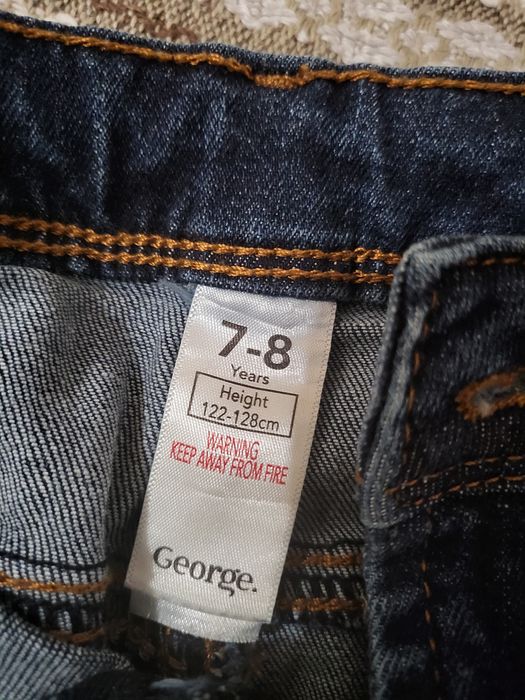 7-8
Years
Height
122-128cm
WARNING
KEEP AWAY FROM FIRE
George.